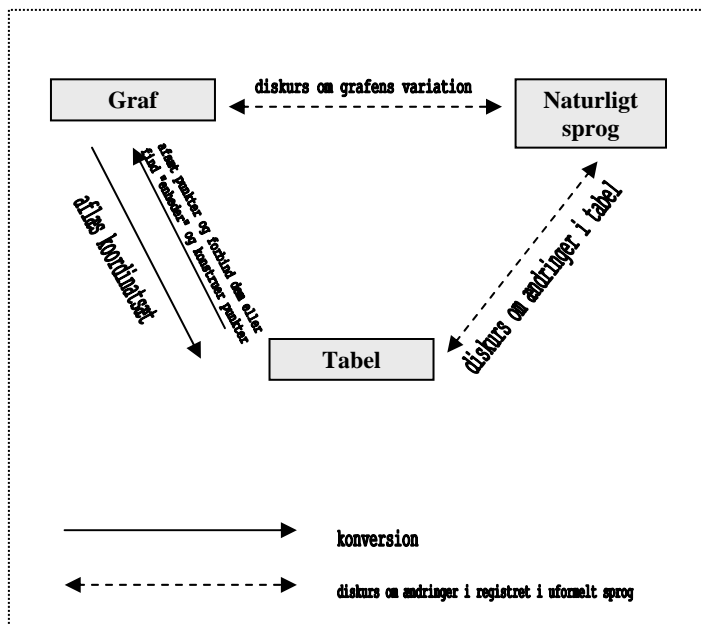 diskurs om grafens variation
Graf
Naturligt
sprog
afsæt punkter og forbind dem eller
find "enheder" og konstruer punkter
aflæs koordinatsæt
diskurs om ændringer i tabel
Tabel
konversion
diskurs om ændringer i registret i uformelt sprog